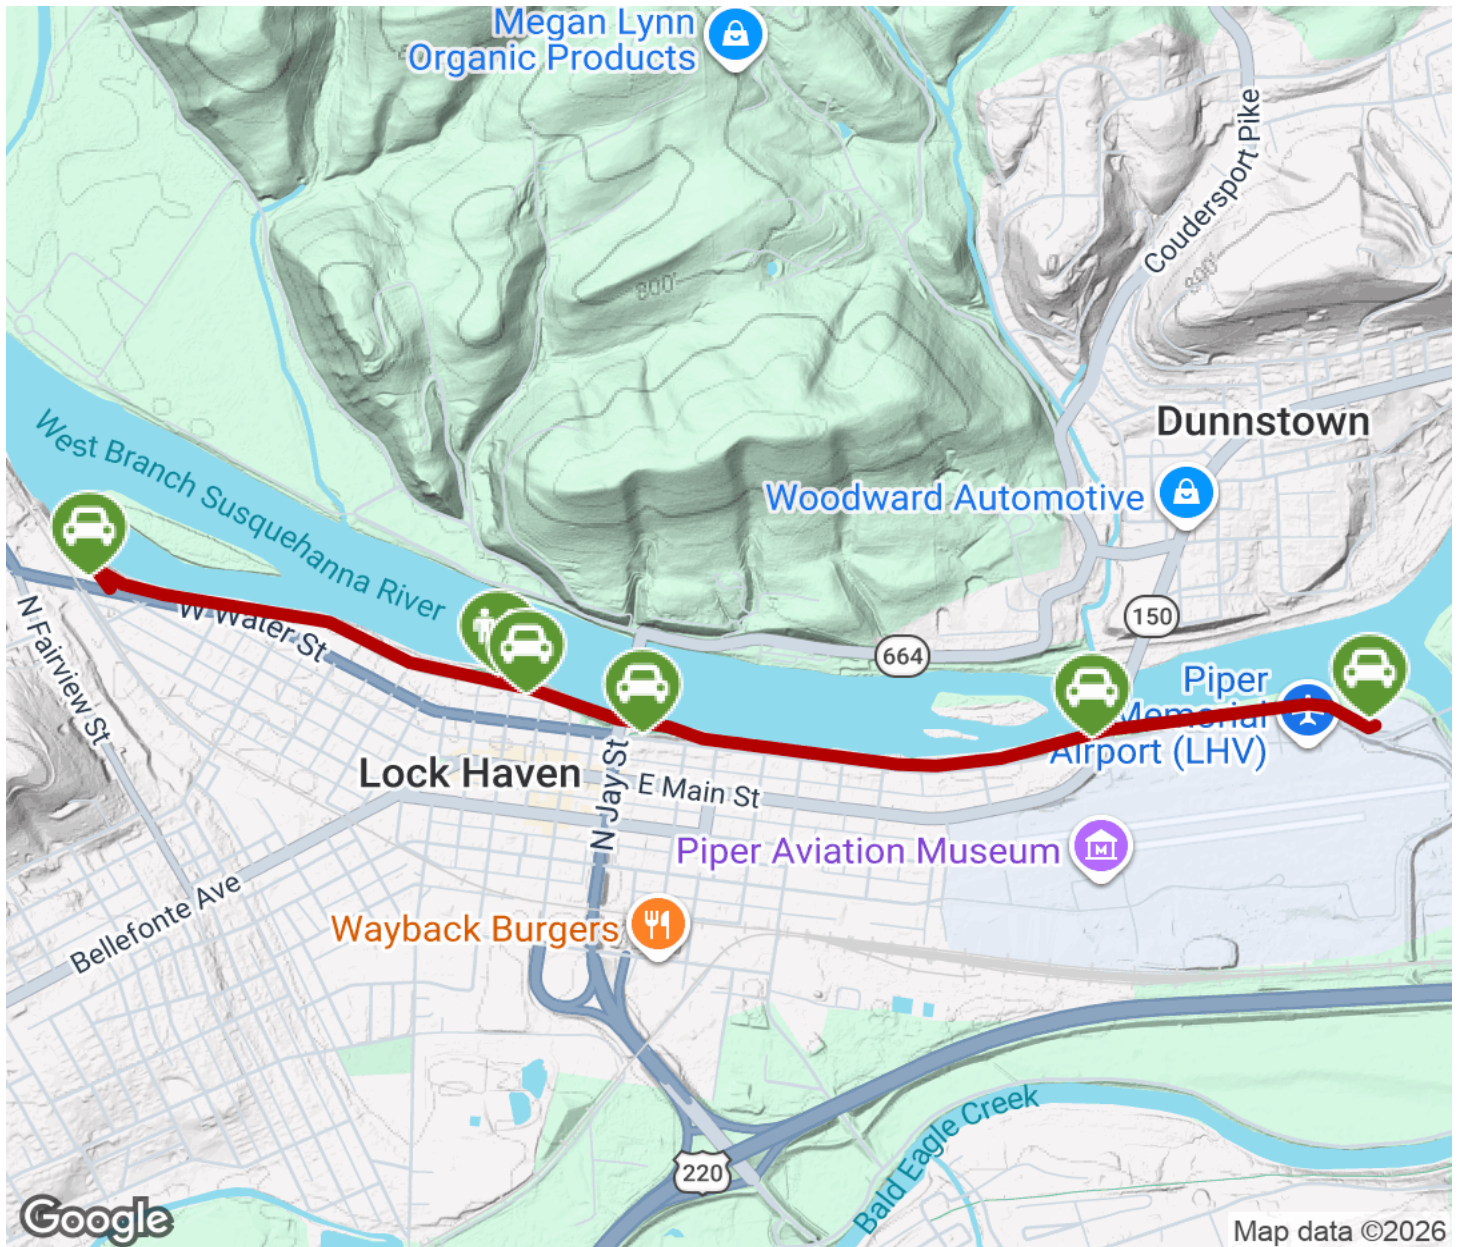 Megan Lynn
Organic Products
Coudersport Pike
800'
800'
West Branch Susquehanna River
Dunnstown
Woodward Automotive
150
664
N Fairview St
W Water St
Piper
Memorial
Airport (LHV)
Lock Haven
N Jay St
E Main St
Piper Aviation Museum
Bellefonte Ave
Wayback Burgers
220
Bald Eagle Creek
Google
Map data ©2026